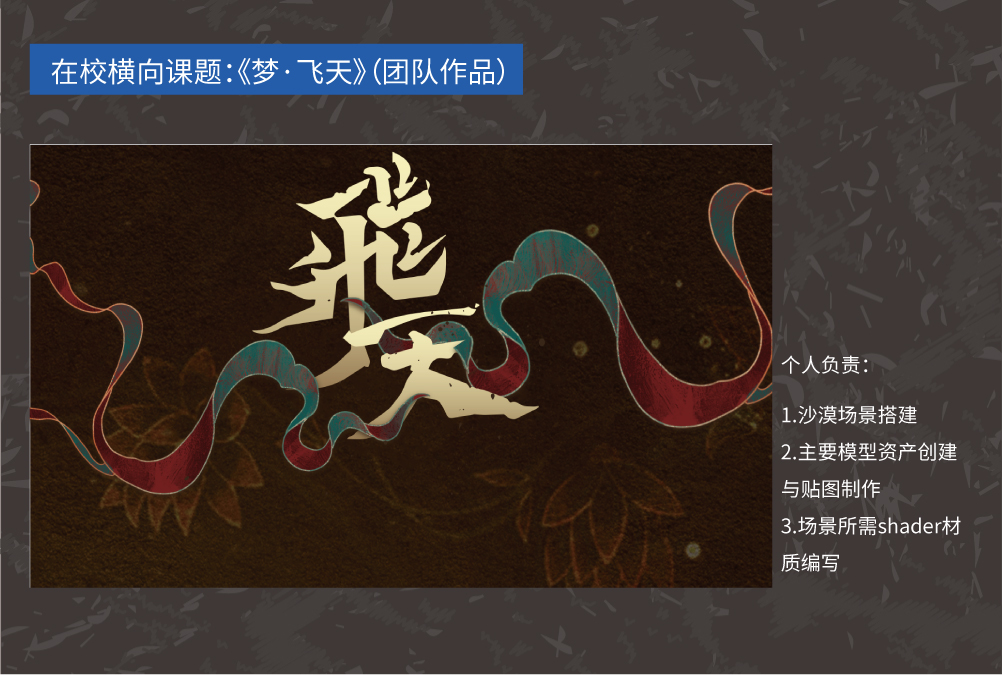 在校横向课题：《梦·飞天》（团队作品）
飛
天
个人负责：
1.沙漠场景搭建
2.主要模型资产创建
与贴图制作
3.场景所需shader材
质编写